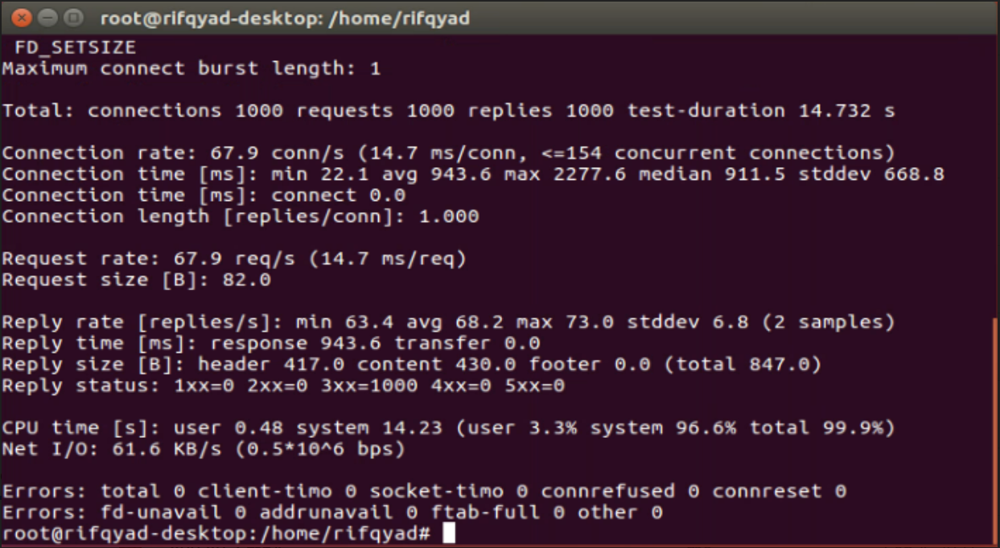 root@rifqyad-desktop: /home/rifqyad
FD_SETSIZE
Maximum connect burst length: 1
Total: connections 1000 requests 1000 replies 1000 test-duration 14.732 s
Connection rate: 67.9 conn/s (14.7 ms/conn, <=154 concurrent connections)
Connection time [ms]: min 22.1 avg 943.6 max 2277.6 median 911.5 stddev 668.8
Connection time [ms]: connect 0.0
Connection length [replies/conn]: 1.000
Request rate: 67.9 req/s (14.7 ms/req)
Request size [B]: 82.0
Reply rate [replies/s]: min 63.4 avg 68.2 max 73.0 stddev 6.8 (2 samples)
Reply time [ms]: response 943.6 transfer 0.0
Reply size [B]: header 417.0 content 430.0 footer 0.0 (total 847.0)
Reply status: 1xx=0 2xx=0 3xx=1000 4xx=0 5xx=0
CPU time [s]: user 0.48 system 14.23 (user 3.3% system 96.6% total 99.9%)
Net I/O: 61.6 KB/s (0.5*10^6 bps)
Errors: total 0 client-timo 0 socket-timo 0 connrefused 0 connreset 0
Errors: fd-unavail 0 addrunavail 0 ftab-full 0 other 0
root@rifqyad-desktop:/home/rifqyad#